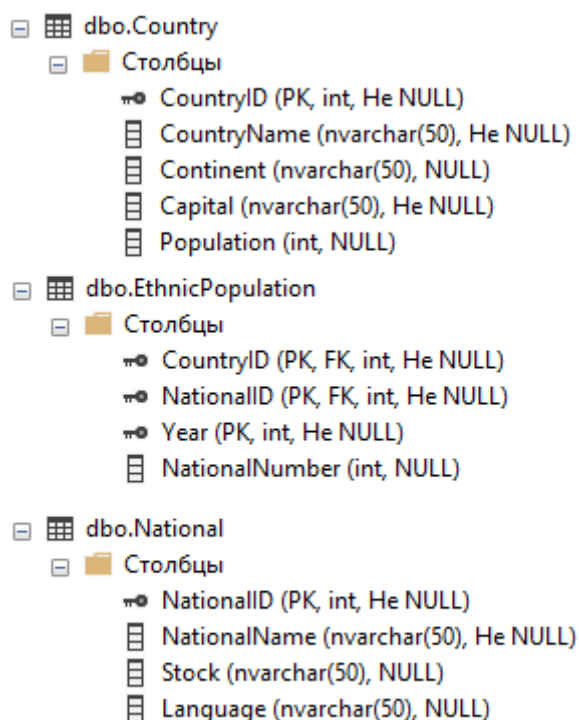 dbo.Country
Столбцы
CountryID (PK, int, Не NULL)
CountryName (nvarchar(50), Не NULL)
Continent (nvarchar(50), NULL)
Capital (nvarchar(50), Не NULL)
Population (int, NULL)
dbo.EthnicPopulation
Столбцы
CountryID (PK, FK, int, Не NULL)
NationalID (PK, FK, int, Не NULL)
Year (PK, int, Не NULL)
NationalNumber (int, NULL)
dbo.National
Столбцы
NationalID (PK, int, Не NULL)
NationalName (nvarchar(50), Не NULL)
Stock (nvarchar(50), NULL)
Language (nvarchar(50), NULL)